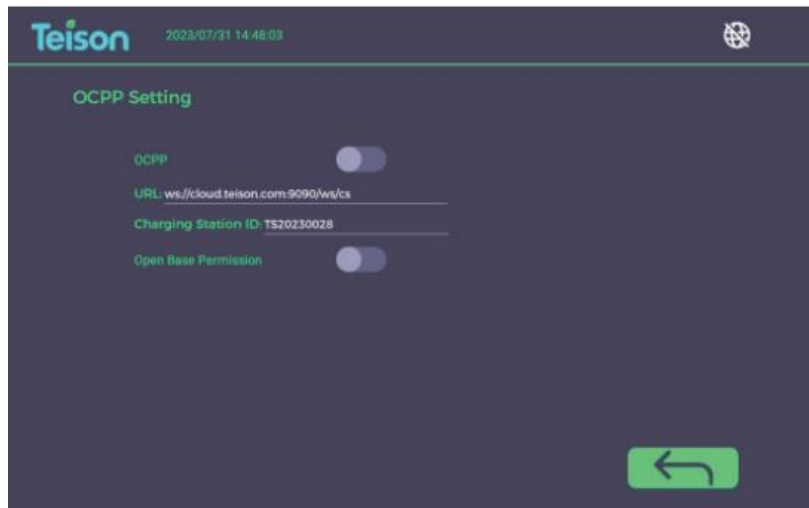 Teison
2023/07/31 14:48:03
OCPP Setting
OCPP
URL: ws://cloud.teison.com:9090/ws/cs
Charging Station ID: TS20230028
Open Base Permission